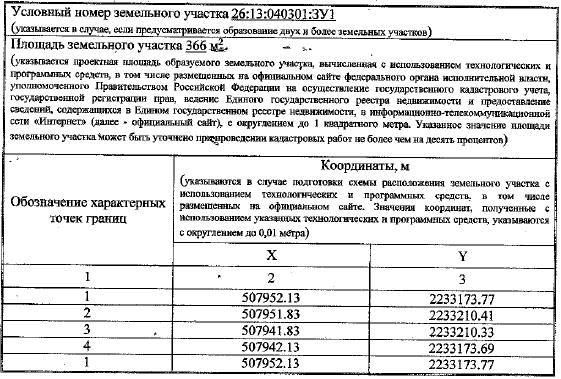 Условный номер земельного участка 26:13:040301:ЗУ1
(указывается в случае, если предусматривается образование двух и более земельных участков)
Площадь земельного участка 366 м².
(указывается проектная площадь образуемого земельного участка, вычисленная с использованием технологических и
программных средств, в том числе размещенных на официальном сайте федерального органа исполнительной власти,
уполномоченного Правительством Российской Федерации на осуществление государственного кадастрового учета,
государственной регистрации прав, ведение Единого государственного реестра недвижимости и предоставление
сведений, содержащихся в Едином государственном реестре недвижимости, в информационно-телекоммуникационной
сети «Интернет» (далее - официальный сайт), с округлением до 1 квадратного метра. Указанное значение площади
земельного участка может быть уточнено при проведении кадастровых работ не более чем на десять процентов)
Обозначение характерных
точек границ
Координаты, м
(указываются в случае подготовки схемы расположения земельного участка с
использованием технологических и программных средств, в том числе
размещенных на официальном сайте. Значения координат, полученные с
использованием указанных технологических и программных средств, указываются
с округлением до 0,01 метра)
X Y
1 2 3
1 507952.13 2233173.77
2 507951.83 2233210.41
3 507941.83 2233210.33
4 507942.13 2233173.69
1 507952.13 2233173.77